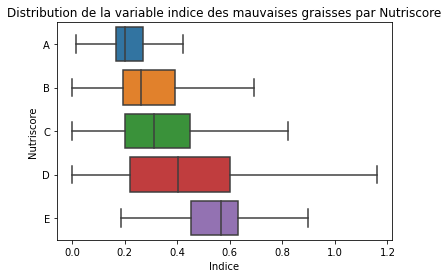 Distribution de la variable indice des mauvaises graisses par Nutriscore
A
B
C
D
E
Nutriscore
0.0 0.2 0.4 0.6 0.8 1.0 1.2
Indice